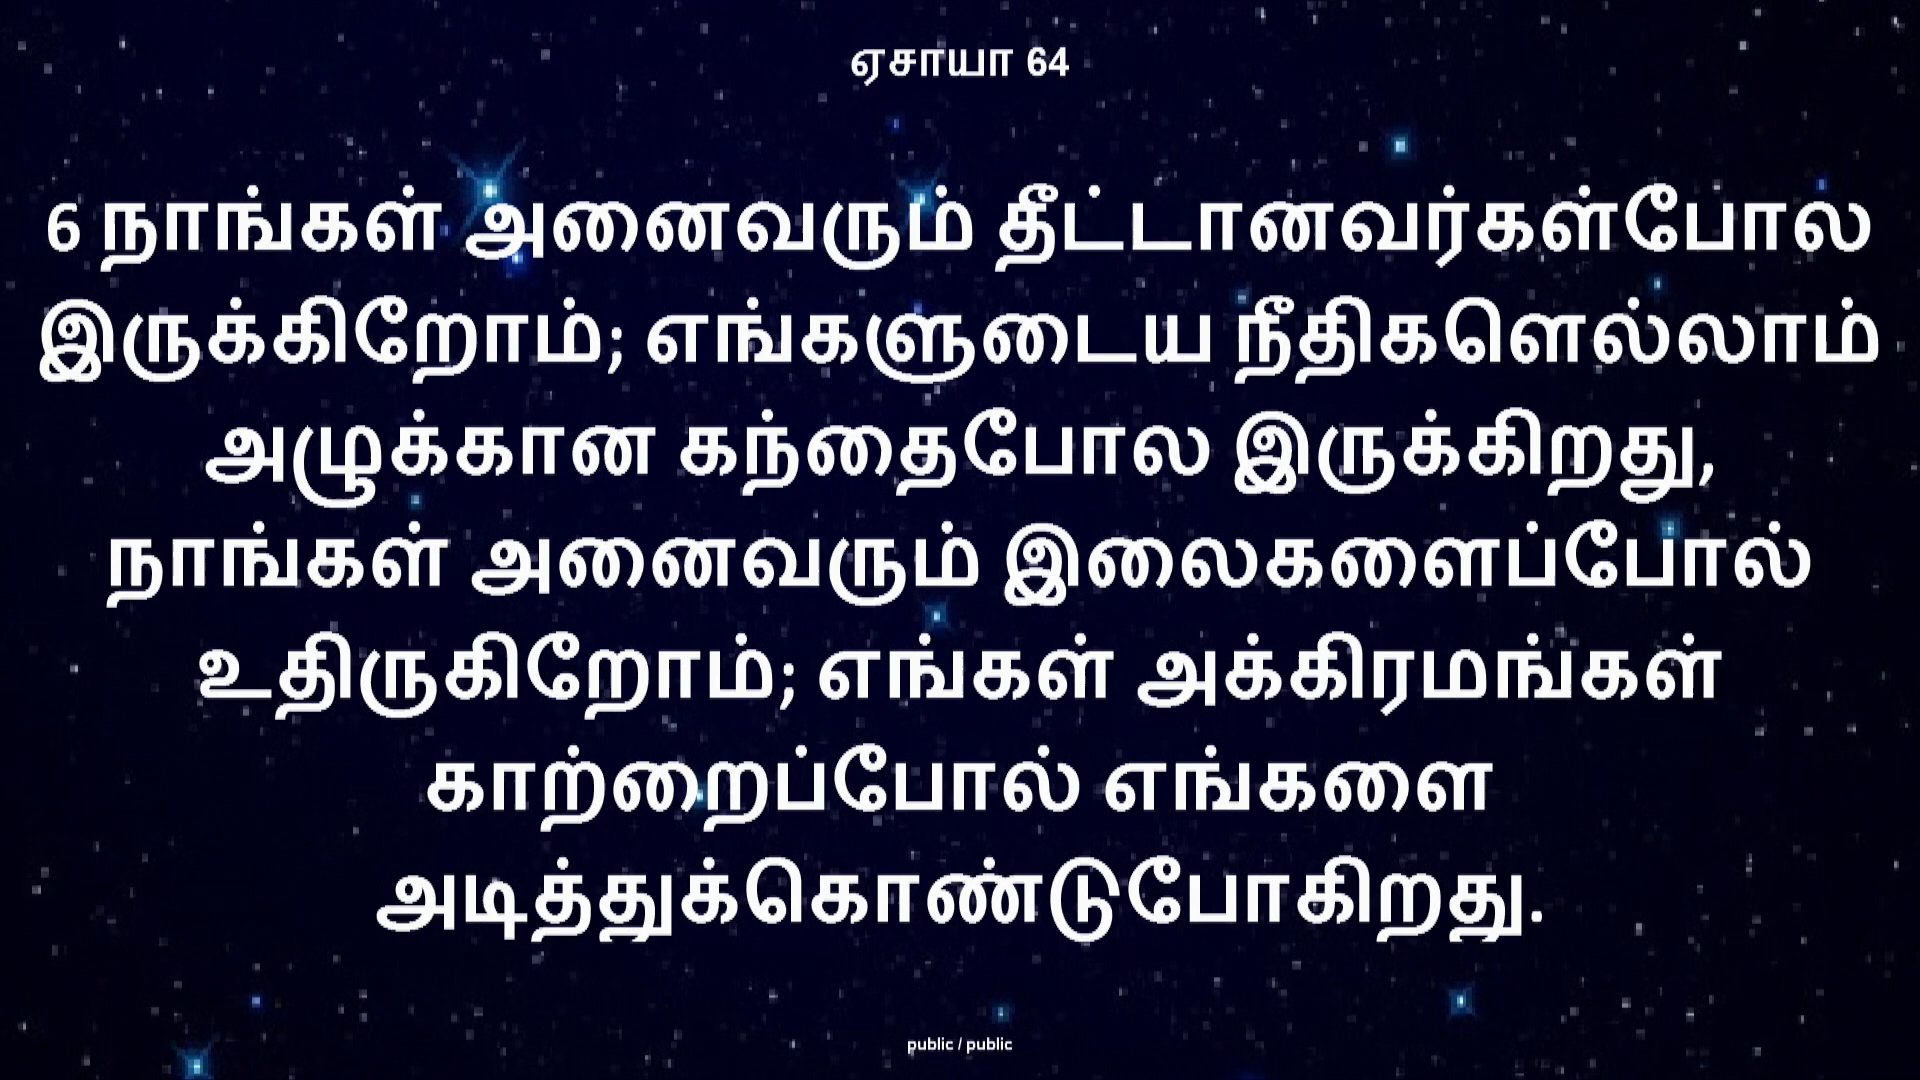 ஏசாயா 64
6 நாங்கள் அனைவரும் தீட்டானவர்கள்போல
இருக்கிறோம்; எங்களுடைய நீதிகளெல்லாம்
அழுக்கான கந்தைபோல இருக்கிறது,
நாங்கள் அனைவரும் இலைகளைப்போல்
உதிருகிறோம்; எங்கள் அக்கிரமங்கள்
காற்றைப்போல் எங்களை
அடித்துக்கொண்டுபோகிறது.
public / public